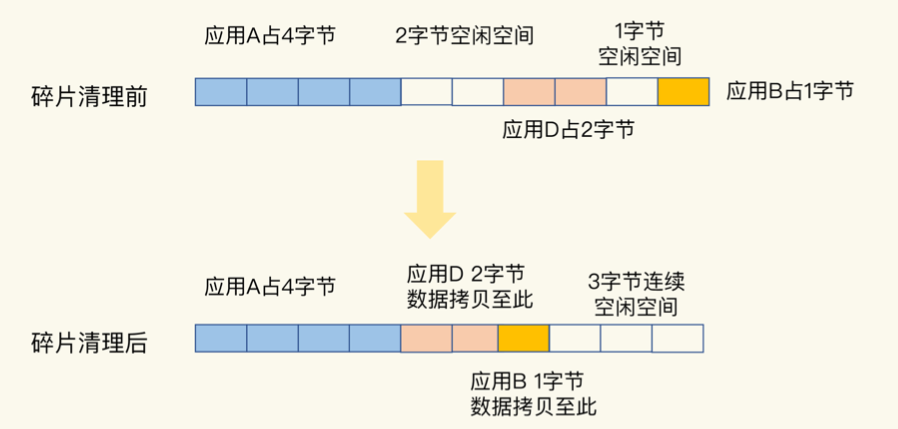 应用A占4字节
2字节空闲空间
1字节
空闲空间
碎片清理前
应用B占1字节
应用D占2字节
应用A占4字节
应用D 2字节
数据拷贝至此
3字节连续
空闲空间
碎片清理后
应用B 1字节
数据拷贝至此